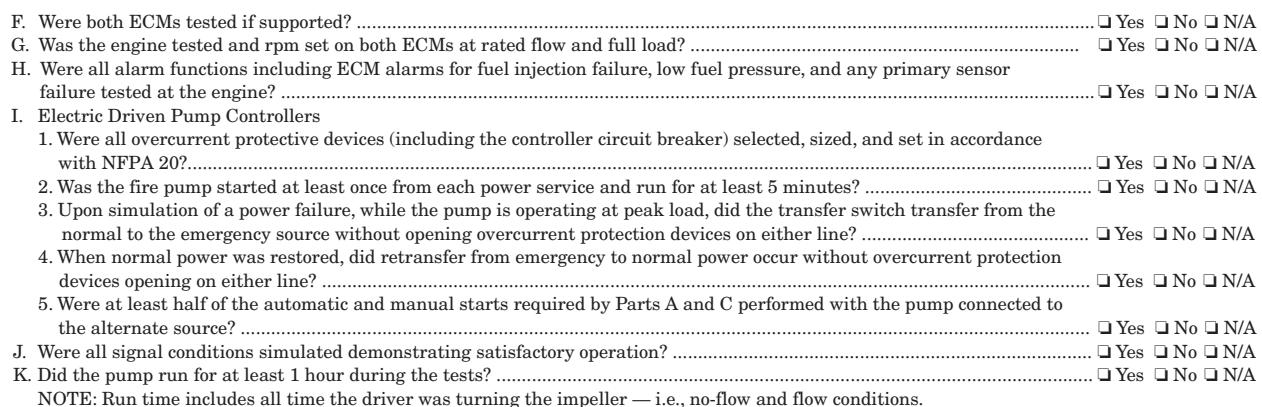 F. Were both ECMs tested if supported? ........ ❏ Yes ❏ No ❏ N/A
G. Was the engine tested and rpm set on both ECMs at rated flow and full load? ........ ❏ Yes ❏ No ❏ N/A
H. Were all alarm functions including ECM alarms for fuel injection failure, low fuel pressure, and any primary sensor
failure tested at the engine? ........ ❏ Yes ❏ No ❏ N/A
I. Electric Driven Pump Controllers
1. Were all overcurrent protective devices (including the controller circuit breaker) selected, sized, and set in accordance
with NFPA 20?........ ❏ Yes ❏ No ❏ N/A
2. Was the fire pump started at least once from each power service and run for at least 5 minutes? ........ ❏ Yes ❏ No ❏ N/A
3. Upon simulation of a power failure, while the pump is operating at peak load, did the transfer switch transfer from the
normal to the emergency source without opening overcurrent protection devices on either line? ........ ❏ Yes ❏ No ❏ N/A
4. When normal power was restored, did retransfer from emergency to normal power occur without overcurrent protection
devices opening on either line? ........ ❏ Yes ❏ No ❏ N/A
5. Were at least half of the automatic and manual starts required by Parts A and C performed with the pump connected to
the alternate source? ........ ❏ Yes ❏ No ❏ N/A
J. Were all signal conditions simulated demonstrating satisfactory operation? ........ ❏ Yes ❏ No ❏ N/A
K. Did the pump run for at least 1 hour during the tests? ........ ❏ Yes ❏ No ❏ N/A
NOTE: Run time includes all time the driver was turning the impeller — i.e., no-flow and flow conditions.